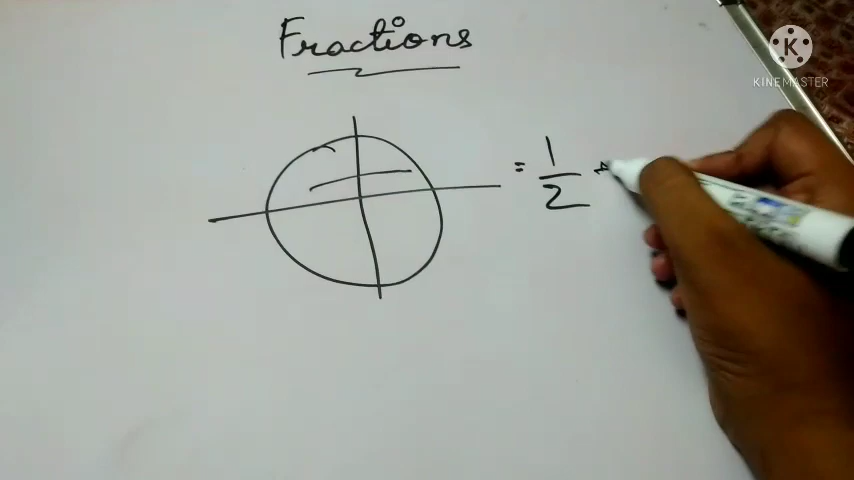 Fractions
= 1/2
K
KINEMASTER